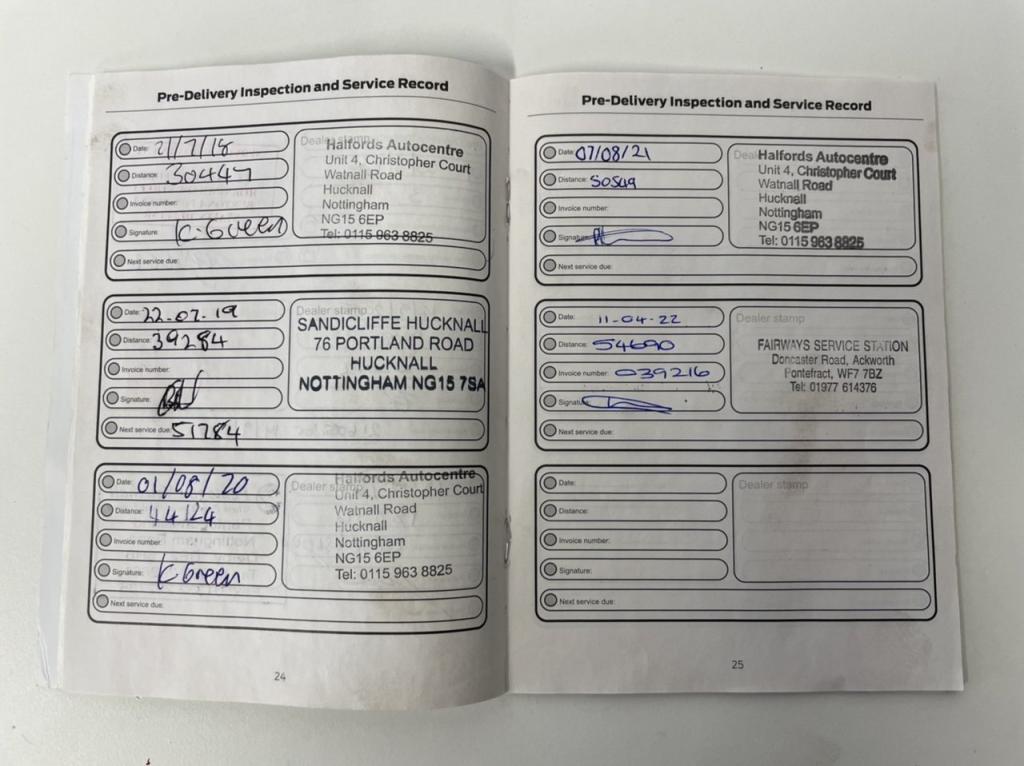 Pre-Delivery Inspection and Service Record
Date: 21/7/18
Distance: 30447
Invoice number:
Signature: K.Green
Next service due:
Dealer stamp
Halfords Autocentre
Unit 4, Christopher Court
Watnall Road
Hucknall
Nottingham
NG15 6EP
Tel: 0115 963 8825
Date: 22-07-19
Distance: 39284
Invoice number:
Signature:
Next service due: 51784
Dealer stamp
SANDICLIFFE HUCKNALL
76 PORTLAND ROAD
HUCKNALL
NOTTINGHAM NG15 7SA
Date: 01/08/20
Distance: 44124
Invoice number:
Signature: K Green
Next service due:
Dealer stamp
Halfords Autocentre
Unit 4, Christopher Court
Watnall Road
Hucknall
Nottingham
NG15 6EP
Tel: 0115 963 8825
24
Pre-Delivery Inspection and Service Record
Date: 07/08/21
Distance: 50549
Invoice number:
Signature:
Next service due:
Deal
Halfords Autocentre
Unit 4, Christopher Court
Watnall Road
Hucknall
Nottingham
NG15 6EP
Tel: 0115 963 8825
Date: 11-04-22
Distance: 54690
Invoice number: 039216
Signatu
Next service due:
Dealer stamp
FAIRWAYS SERVICE STATION
Doncaster Road, Ackworth
Pontefract, WF7 7BZ
Tel: 01977 614376
Date:
Distance:
Invoice number:
Signature:
Next service due:
Dealer stamp
25